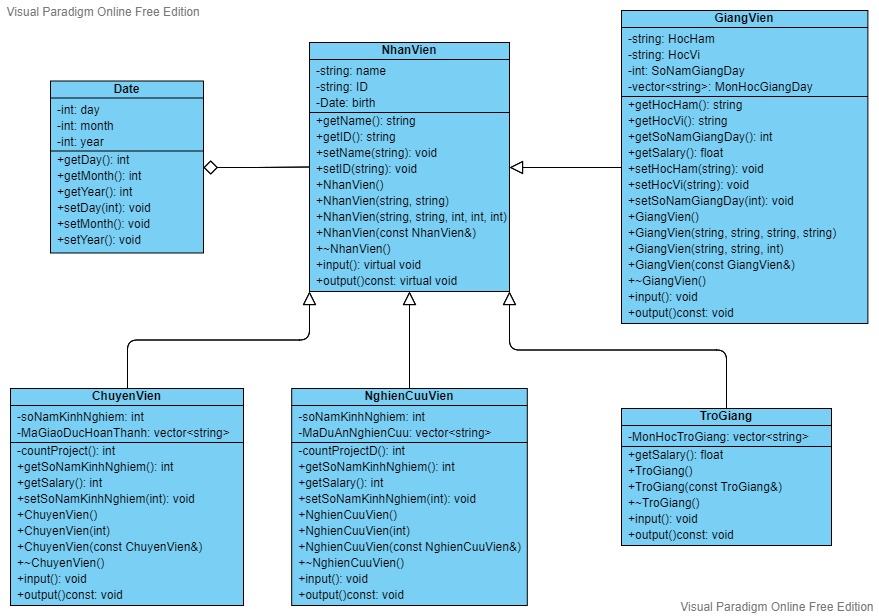 Visual Paradigm Online Free Edition
Date
-int: day
-int: month
-int: year
+getDay(): int
+getMonth(): int
+getYear(): int
+setDay(int): void
+setMonth(): void
+setYear(): void
NhanVien
-string: name
-string: ID
-Date: birth
+getName(): string
+getID(): string
+setName(string): void
+setID(string): void
+NhanVien()
+NhanVien(string, string)
+NhanVien(string, string, int, int, int)
+NhanVien(const NhanVien&)
+~NhanVien()
+input(): virtual void
+output()const: virtual void
GiangVien
-string: HocHam
-string: HocVi
-int: SoNamGiangDay
-vector<string>: MonHocGiangDay
+getHocHam(): string
+getHocVi(): string
+getSoNamGiangDay(): int
+getSalary(): float
+setHocHam(string): void
+setHocVi(string): void
+setSoNamGiangDay(int): void
+GiangVien()
+GiangVien(string, string, string, string)
+GiangVien(string, string, int)
+GiangVien(const GiangVien&)
+~GiangVien()
+input(): void
+output()const: void
ChuyenVien
-soNamKinhNghiem: int
-MaGiaoDucHoanThanh: vector<string>
-countProject(): int
+getSoNamKinhNghiem(): int
+getSalary(): int
+setSoNamKinhNghiem(int): void
+ChuyenVien()
+ChuyenVien(int)
+ChuyenVien(const ChuyenVien&)
+~ChuyenVien()
+input(): void
+output()const: void
NghienCuuVien
-soNamKinhNghiem: int
-MaDuAnNghienCuu: vector<string>
-countProjectD(): int
+getSoNamKinhNghiem(): int
+getSalary(): int
+setSoNamKinhNghiem(int): void
+NghienCuuVien()
+NghienCuuVien(int)
+NghienCuuVien(const NghienCuuVien&)
+~NghienCuuVien()
+input(): void
+output()const: void
TroGiang
-MonHocTroGiang: vector<string>
+getSalary(): float
+TroGiang()
+TroGiang(const TroGiang&)
+~TroGiang()
+input(): void
+output()const: void
Visual Paradigm Online Free Edition